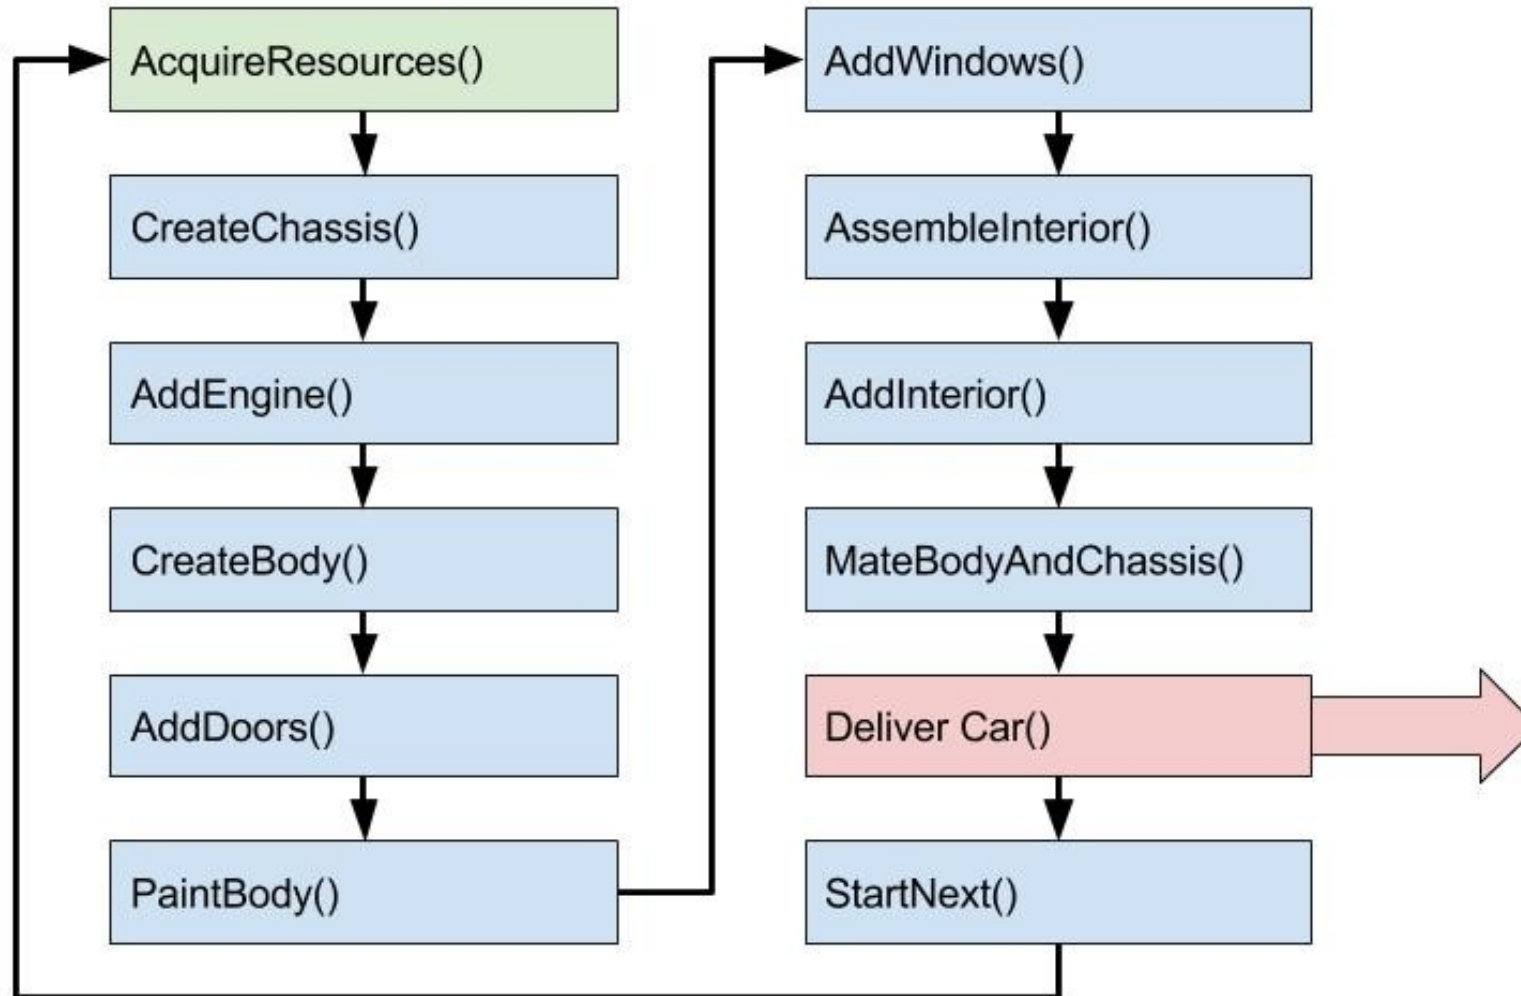 AcquireResources()
CreateChassis()
AddEngine()
CreateBody()
AddDoors()
PaintBody()
AddWindows()
AssembleInterior()
AddInterior()
MateBodyAndChassis()
Deliver Car()
StartNext()